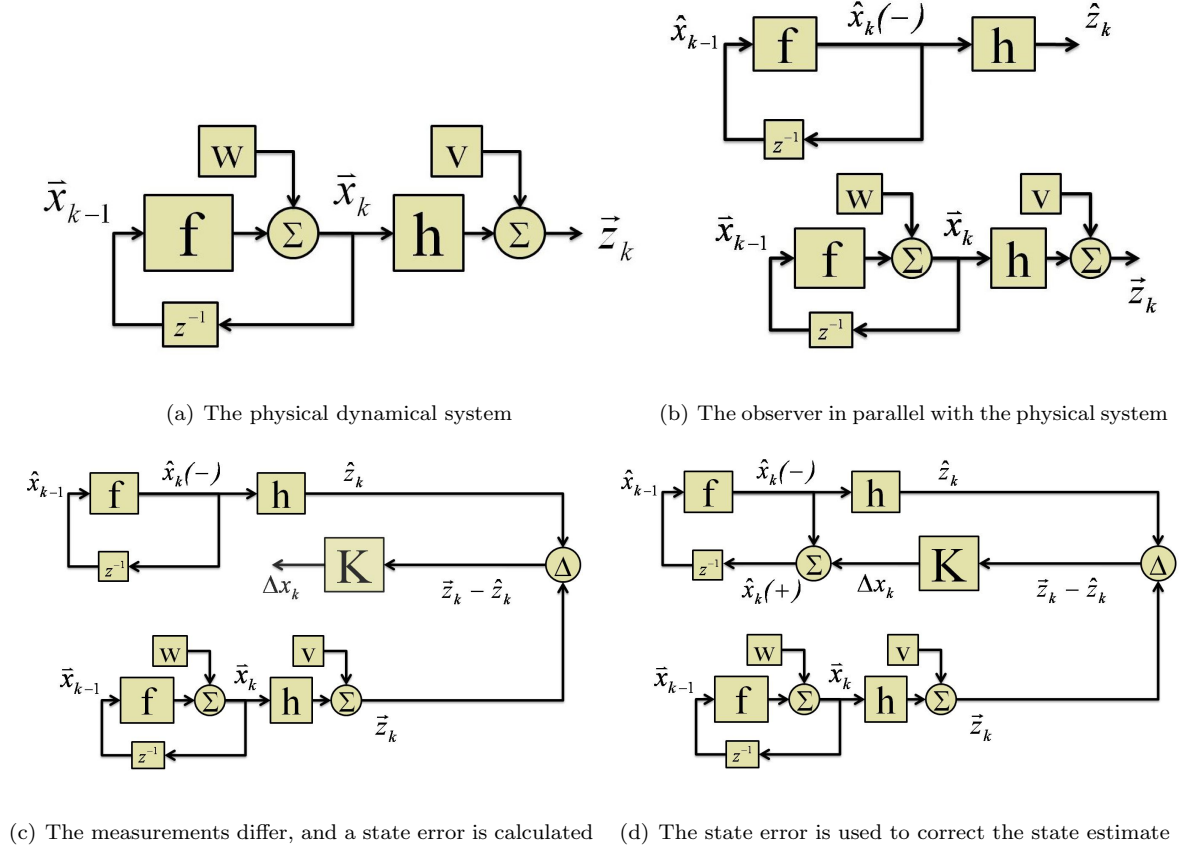 w
v
x⃗ₖ₋₁ f Σ x⃗ₖ h Σ z⃗ₖ
z⁻¹
(a) The physical dynamical system
x̂ₖ₋₁ f x̂ₖ(−) h ẑₖ
z⁻¹
w
v
x⃗ₖ₋₁ f Σ x⃗ₖ h Σ z⃗ₖ
z⁻¹
(b) The observer in parallel with the physical system
x̂ₖ₋₁ f x̂ₖ(−) h ẑₖ
z⁻¹ Δxₖ K z⃗ₖ − ẑₖ Δ
w
v
x⃗ₖ₋₁ f Σ x⃗ₖ h Σ z⃗ₖ
z⁻¹
(c) The measurements differ, and a state error is calculated
x̂ₖ₋₁ f x̂ₖ(−) h ẑₖ
z⁻¹ x̂ₖ(+) Σ Δxₖ K z⃗ₖ − ẑₖ Δ
w
v
x⃗ₖ₋₁ f Σ x⃗ₖ h Σ z⃗ₖ
z⁻¹
(d) The state error is used to correct the state estimate